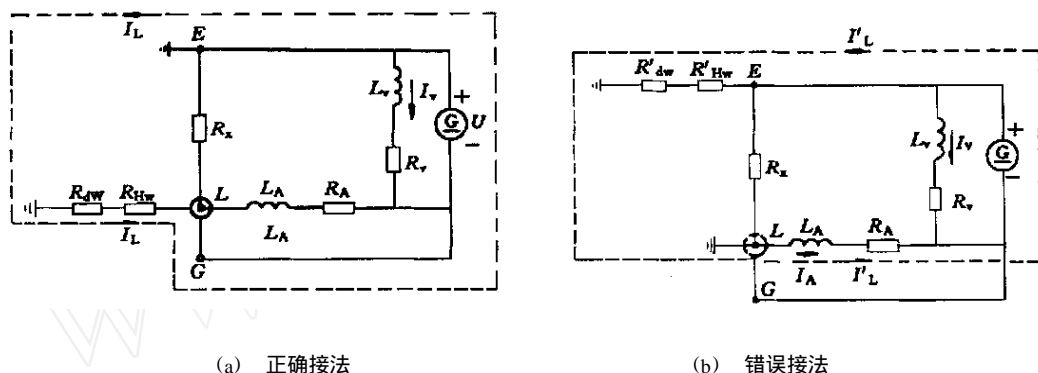 I_L
E
L_v I_v
+
G U
−
R_x
R_v
R_dW R_Hw L L_A R_A
I_L L_A
G
(a) 正确接法
I'_L
R'_dw R'_Hw E
L_v I_v
+
G
−
R_x
R_v
L L_A R_A
I_A I'_L
G
(b) 错误接法